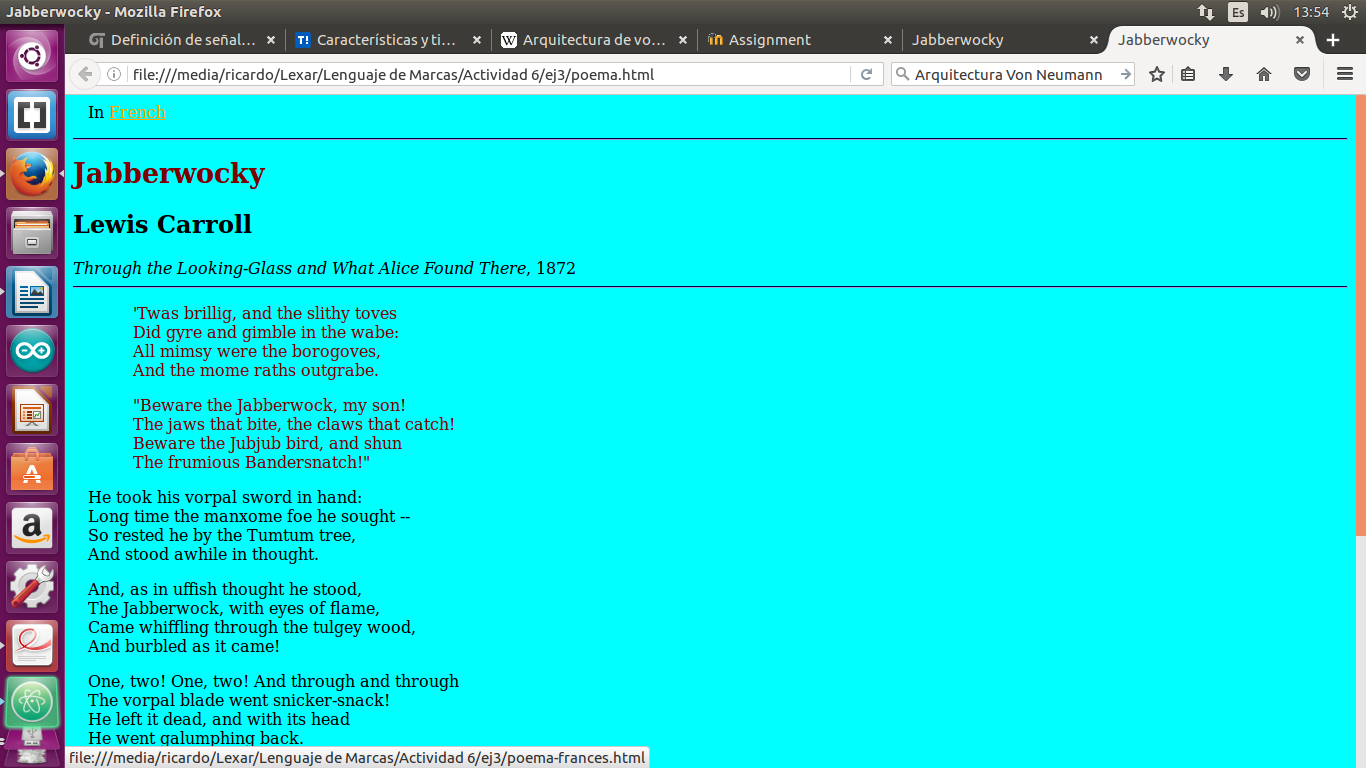 Jabberwocky - Mozilla Firefox
Es
13:54
Definición de señal...
Características y ti...
Arquitectura de vo...
Assignment
Jabberwocky
Jabberwocky
file:///media/ricardo/Lexar/Lenguaje de Marcas/Actividad 6/ej3/poema.html
Arquitectura Von Neumann
In French
Jabberwocky
Lewis Carroll
Through the Looking-Glass and What Alice Found There, 1872
'Twas brillig, and the slithy toves
Did gyre and gimble in the wabe:
All mimsy were the borogoves,
And the mome raths outgrabe.
"Beware the Jabberwock, my son!
The jaws that bite, the claws that catch!
Beware the Jubjub bird, and shun
The frumious Bandersnatch!"
He took his vorpal sword in hand:
Long time the manxome foe he sought --
So rested he by the Tumtum tree,
And stood awhile in thought.
And, as in uffish thought he stood,
The Jabberwock, with eyes of flame,
Came whiffling through the tulgey wood,
And burbled as it came!
One, two! One, two! And through and through
The vorpal blade went snicker-snack!
He left it dead, and with its head
He went galumphing back.
file:///media/ricardo/Lexar/Lenguaje de Marcas/Actividad 6/ej3/poema-frances.html